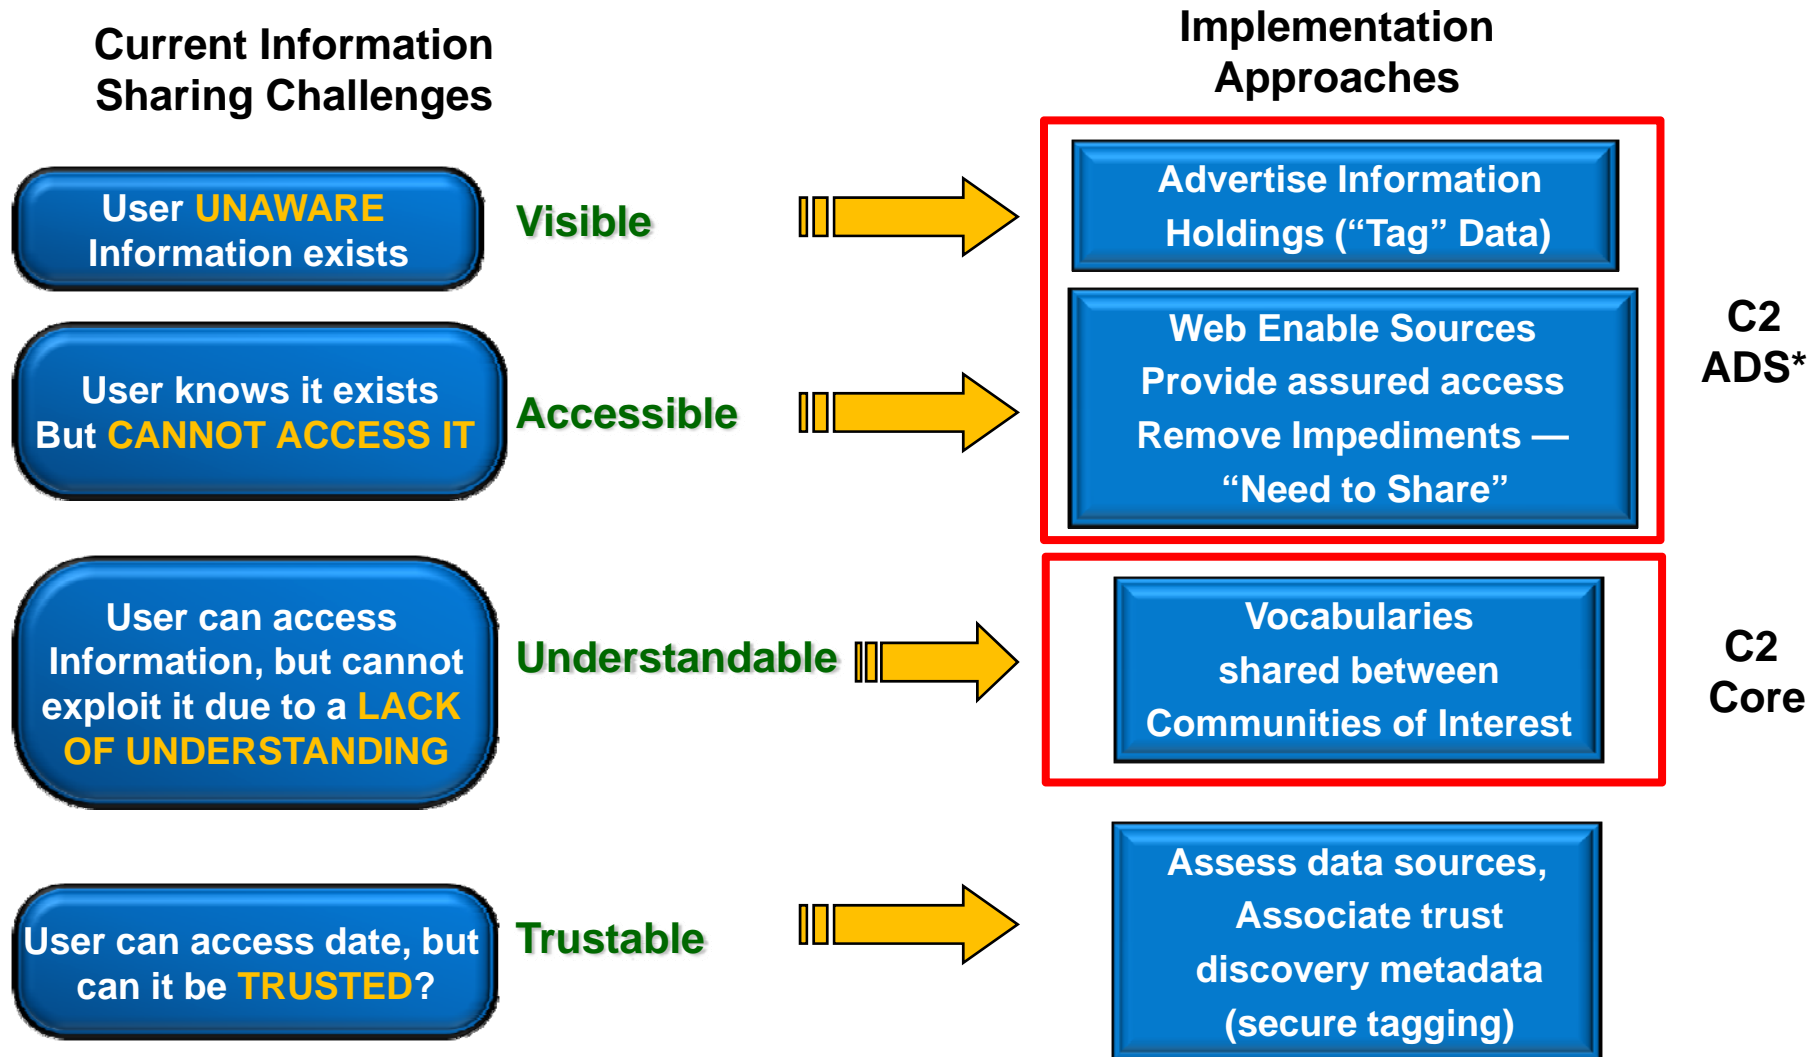 Current Information
Sharing Challenges
Implementation
Approaches
User UNAWARE
Information exists
Visible
Advertise Information
Holdings (“Tag” Data)
User knows it exists
But CANNOT ACCESS IT
Accessible
Web Enable Sources
Provide assured access
Remove Impediments —
“Need to Share”
C2
ADS*
User can access
Information, but cannot
exploit it due to a LACK
OF UNDERSTANDING
Understandable
Vocabularies
shared between
Communities of Interest
C2
Core
User can access date, but
can it be TRUSTED?
Trustable
Assess data sources,
Associate trust
discovery metadata
(secure tagging)